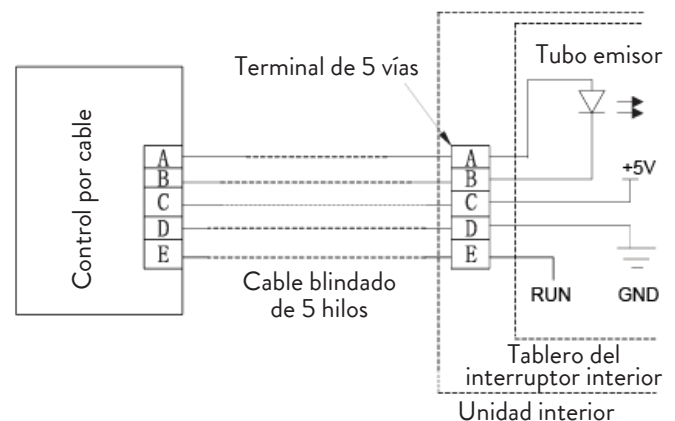 Tubo emisor
Terminal de 5 vías
Control por cable
A
B
C
D
E
A
B
C
D
E
+5V
Cable blindado
de 5 hilos
RUN
GND
Tablero del
interruptor interior
Unidad interior